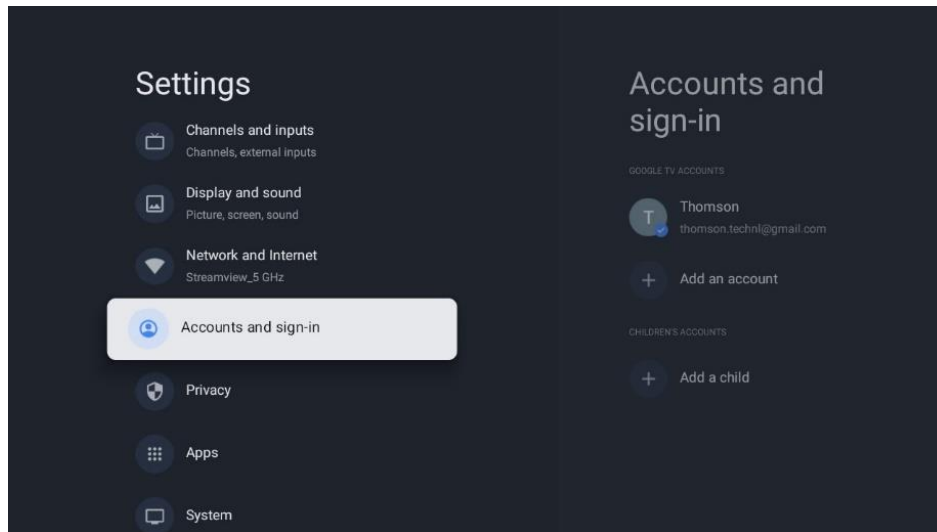 Settings
Channels and inputs
Channels, external inputs
Display and sound
Picture, screen, sound
Network and Internet
Streamview_5 GHz
Accounts and sign-in
Privacy
Apps
System
Accounts and
sign-in
GOOGLE TV ACCOUNTS
T
Thomson
thomson.technl@gmail.com
Add an account
CHILDREN'S ACCOUNTS
Add a child